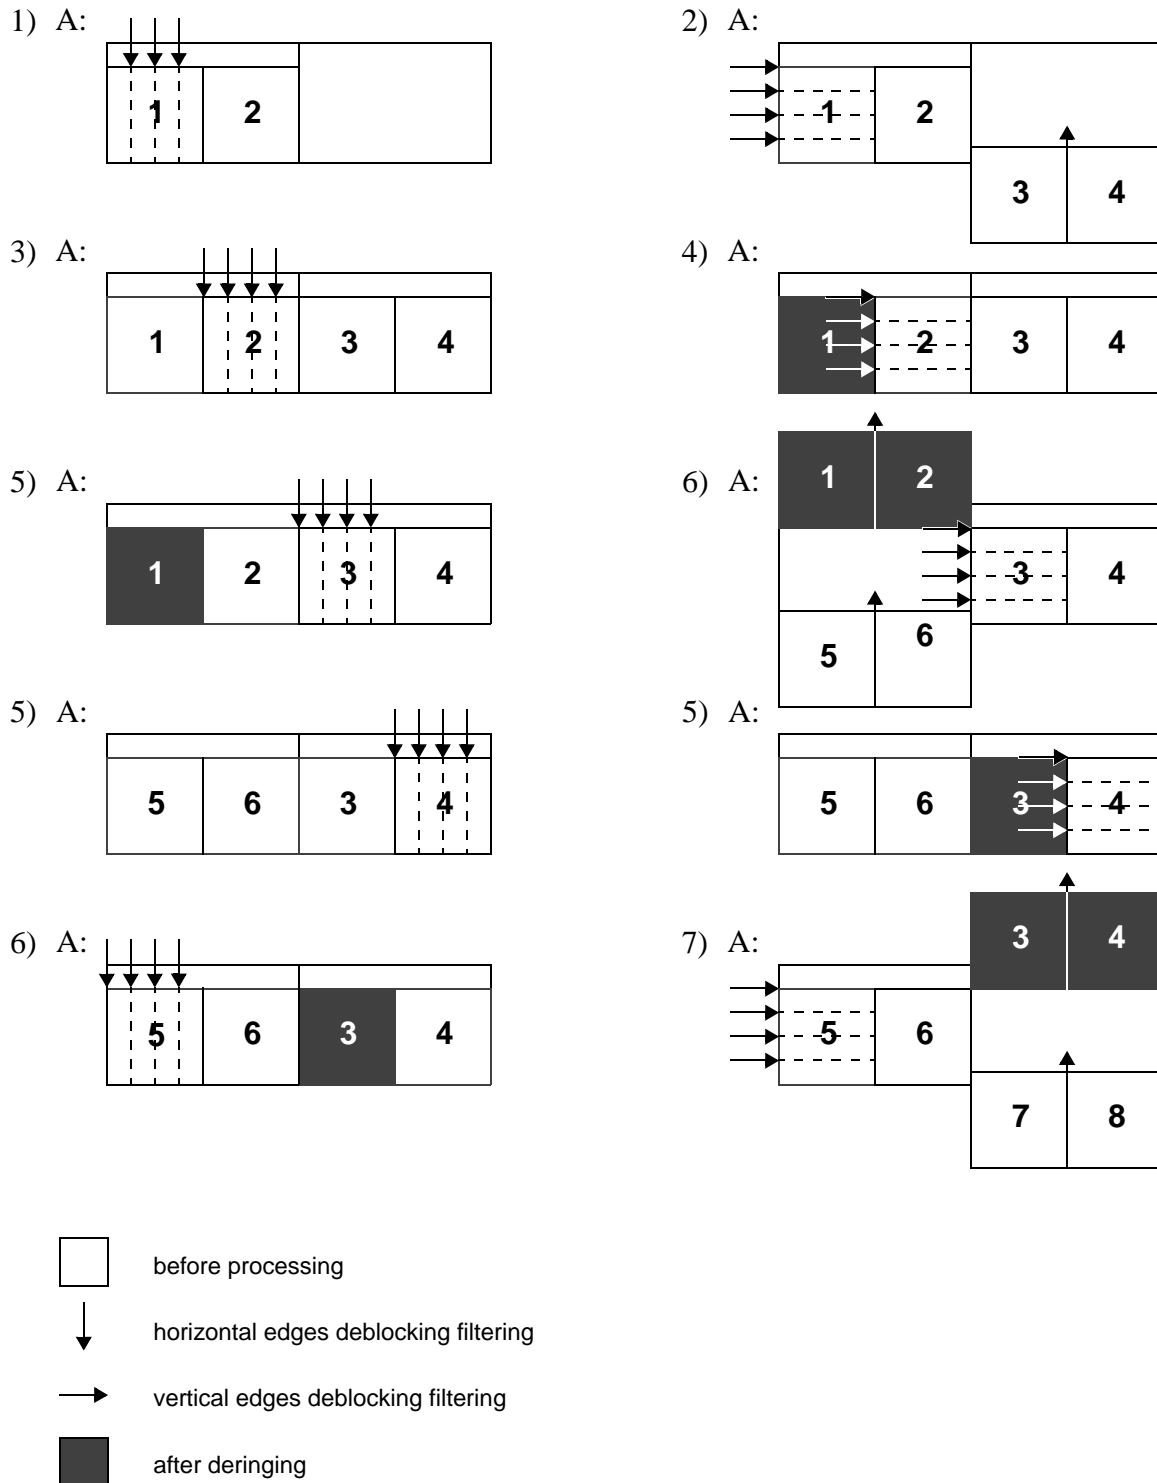 1) A:
1 2
2) A:
1 2
3 4
3) A:
1 2 3 4
4) A:
1 2 3 4
5) A:
1 2 3 4
6) A:
1 2
3 4
5 6
5) A:
5 6 3 4
5) A:
5 6 3 4
6) A:
5 6 3 4
7) A:
3 4
5 6
7 8
before processing
horizontal edges deblocking filtering
vertical edges deblocking filtering
after deringing